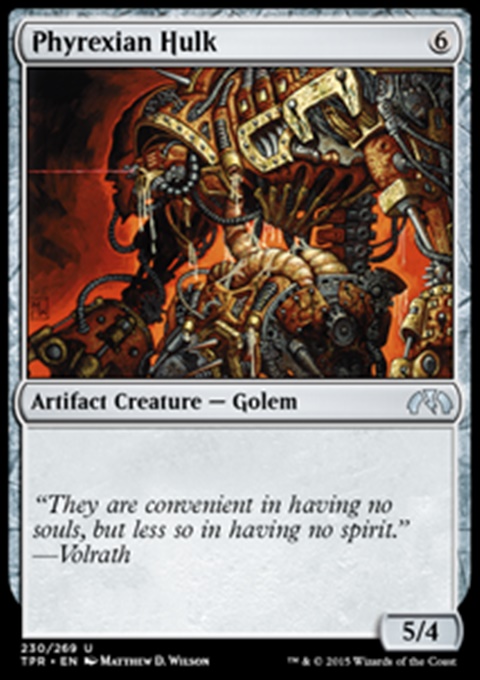 Phyrexian Hulk 6
Artifact Creature — Golem
“They are convenient in having no
souls, but less so in having no spirit.”
—Volrath
5/4
230/269 U
TPR • EN Matthew D. Wilson ™ & © 2015 Wizards of the Coast